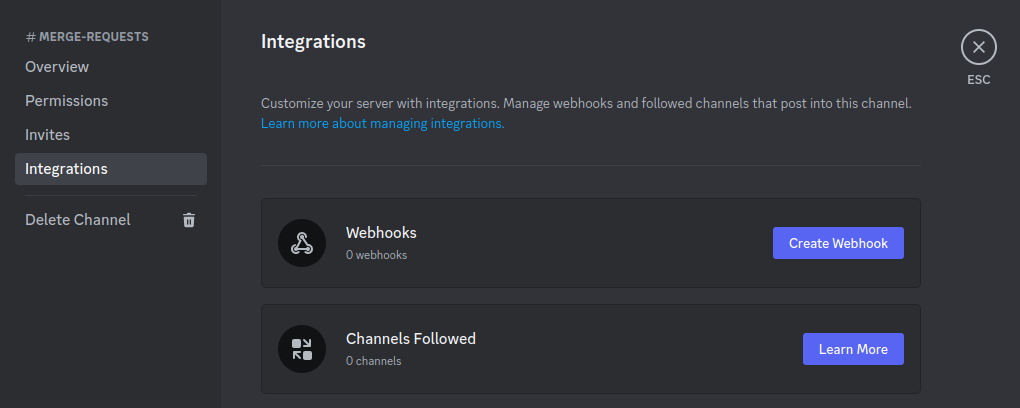 # MERGE-REQUESTS
Overview
Permissions
Invites
Integrations
Delete Channel
Integrations
ESC
Customize your server with integrations. Manage webhooks and followed channels that post into this channel.
Learn more about managing integrations.
Webhooks
0 webhooks
Create Webhook
Channels Followed
0 channels
Learn More